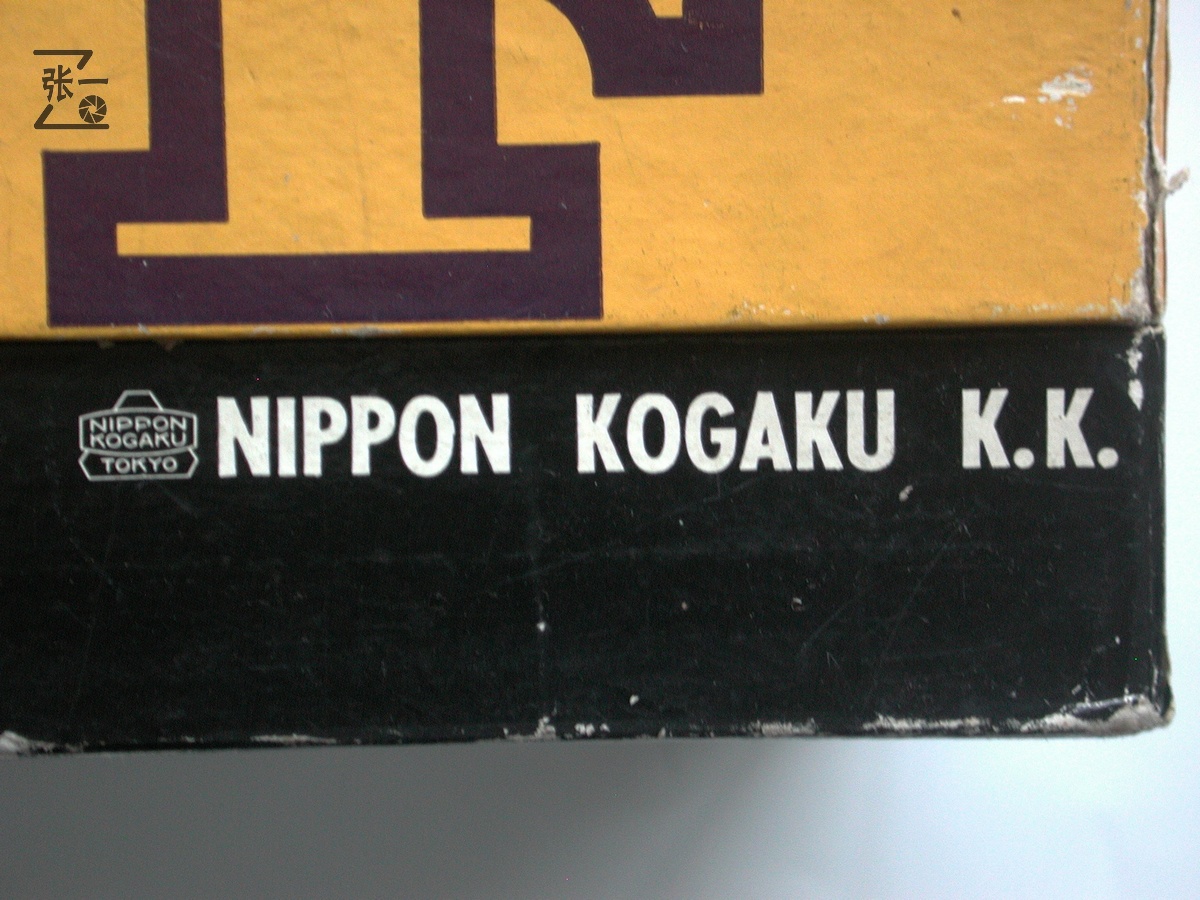 张一
F
NIPPON
KOGAKU
TOKYO
NIPPON KOGAKU K.K.